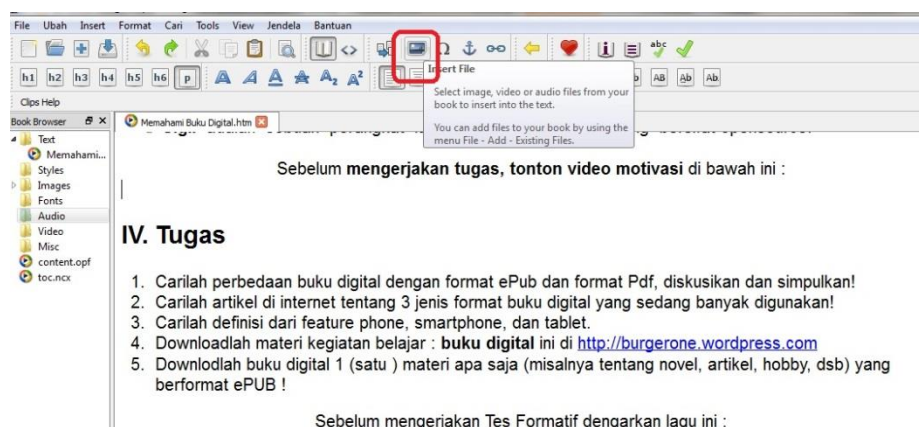 File Ubah Insert Format Cari Tools View Jendela Bantuan
abc
h1 h2 h3 h4 h5 h6 p A A A A A₂ A² AB Ab Ab
Insert File
Select image, video or audio files from your
book to insert into the text.
You can add files to your book by using the
menu File - Add - Existing Files.
Clips Help
Book Browser
Memahami Buku Digital.htm
Text
Memahami...
Styles
Images
Fonts
Audio
Video
Misc
content.opf
toc.ncx
Sebelum mengerjakan tugas, tonton video motivasi di bawah ini :
IV. Tugas
1. Carilah perbedaan buku digital dengan format ePub dan format Pdf, diskusikan dan simpulkan!
2. Carilah artikel di internet tentang 3 jenis format buku digital yang sedang banyak digunakan!
3. Carilah definisi dari feature phone, smartphone, dan tablet.
4. Downloadlah materi kegiatan belajar : buku digital ini di http://burgerone.wordpress.com
5. Downlodlah buku digital 1 (satu ) materi apa saja (misalnya tentang novel, artikel, hobby, dsb) yang
berformat ePUB !
Sebelum mengerjakan Tes Formatif dengarkan lagu ini :